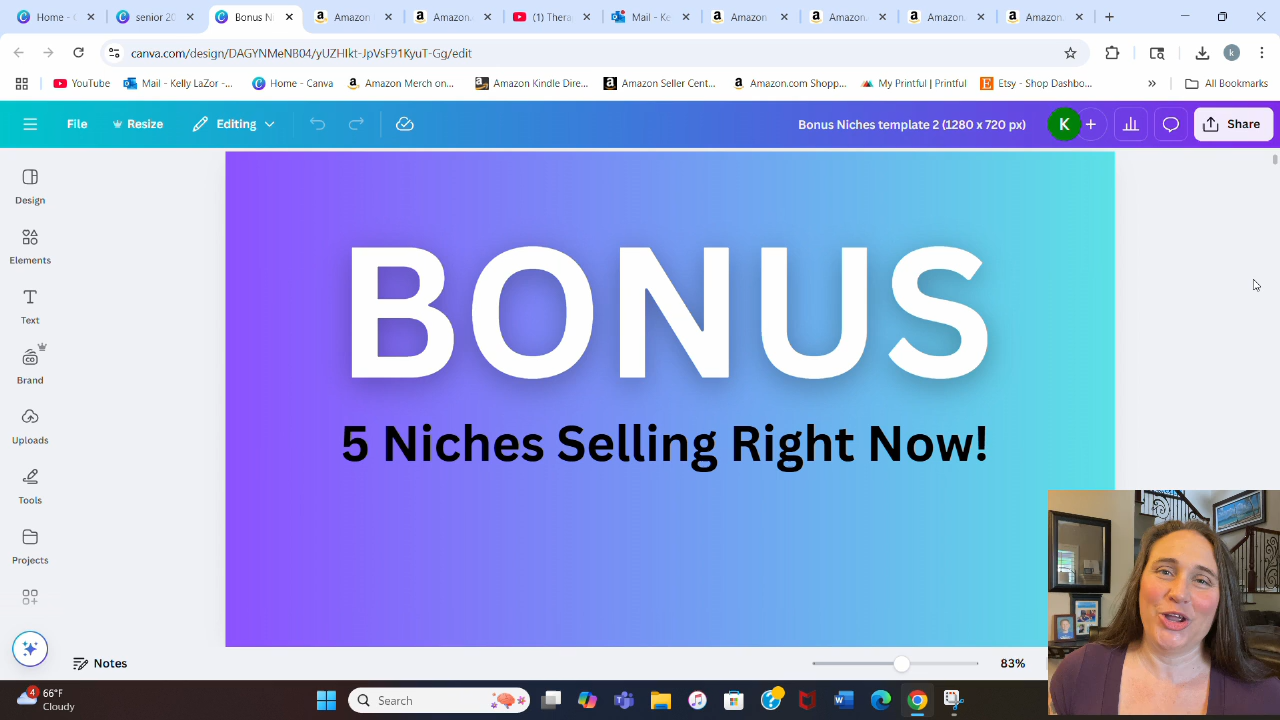 Home - C
senior 20
Bonus Ni
Amazon
Amazon.
(1) Thera
Mail - Ke
Amazon
Amazon.
Amazon.
Amazon.
canva.com/design/DAGYNMeNB04/yUZHIkt-JpVsF91KyuT-Gg/edit
k
YouTube
Mail - Kelly LaZor -...
Home - Canva
Amazon Merch on...
Amazon Kindle Dire...
Amazon Seller Cent...
Amazon.com Shopp...
My Printful | Printful
Etsy - Shop Dashbo...
All Bookmarks
File
Resize
Editing
Bonus Niches template 2 (1280 x 720 px)
K
Share
Design
Elements
Text
Brand
Uploads
Tools
Projects
BONUS
5 Niches Selling Right Now!
Notes
83%
4
66°F
Cloudy
Search